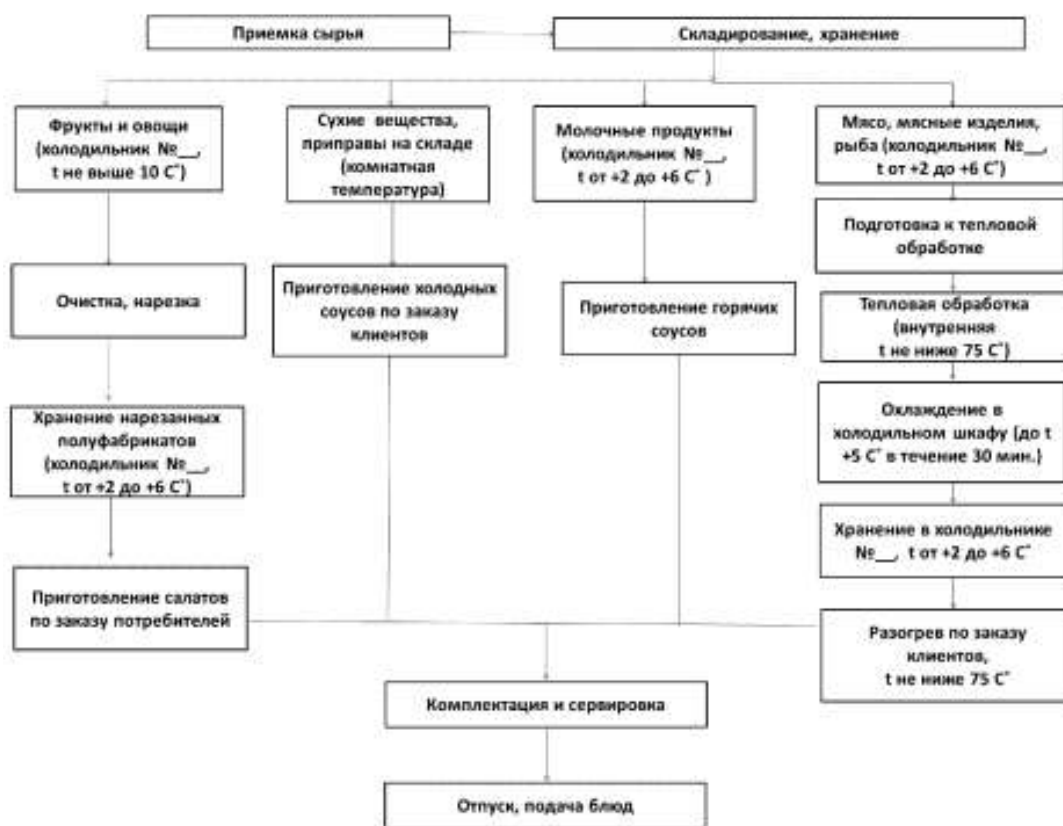 Приемка сырья
Складирование, хранение
Фрукты и овощи
(холодильник №__,
t не выше 10 С˚)
Сухие вещества,
приправы на складе
(комнатная
температура)
Молочные продукты
(холодильник №__,
t от +2 до +6 С˚ )
Мясо, мясные изделия,
рыба (холодильник №__,
t от +2 до +6 С˚)
Подготовка к тепловой
обработке
Очистка, нарезка
Приготовление холодных
соусов по заказу
клиентов
Приготовление горячих
соусов
Тепловая обработка
(внутренняя
t не ниже 75 С˚)
Хранение нарезанных
полуфабрикатов
(холодильник №__,
t от +2 до +6 С˚)
Охлаждение в
холодильном шкафу (до t
+5 С˚ в течение 30 мин.)
Хранение в холодильнике
№__, t от +2 до +6 С˚
Приготовление салатов
по заказу потребителей
Разогрев по заказу
клиентов,
t не ниже 75 С˚
Комплектация и сервировка
Отпуск, подача блюд